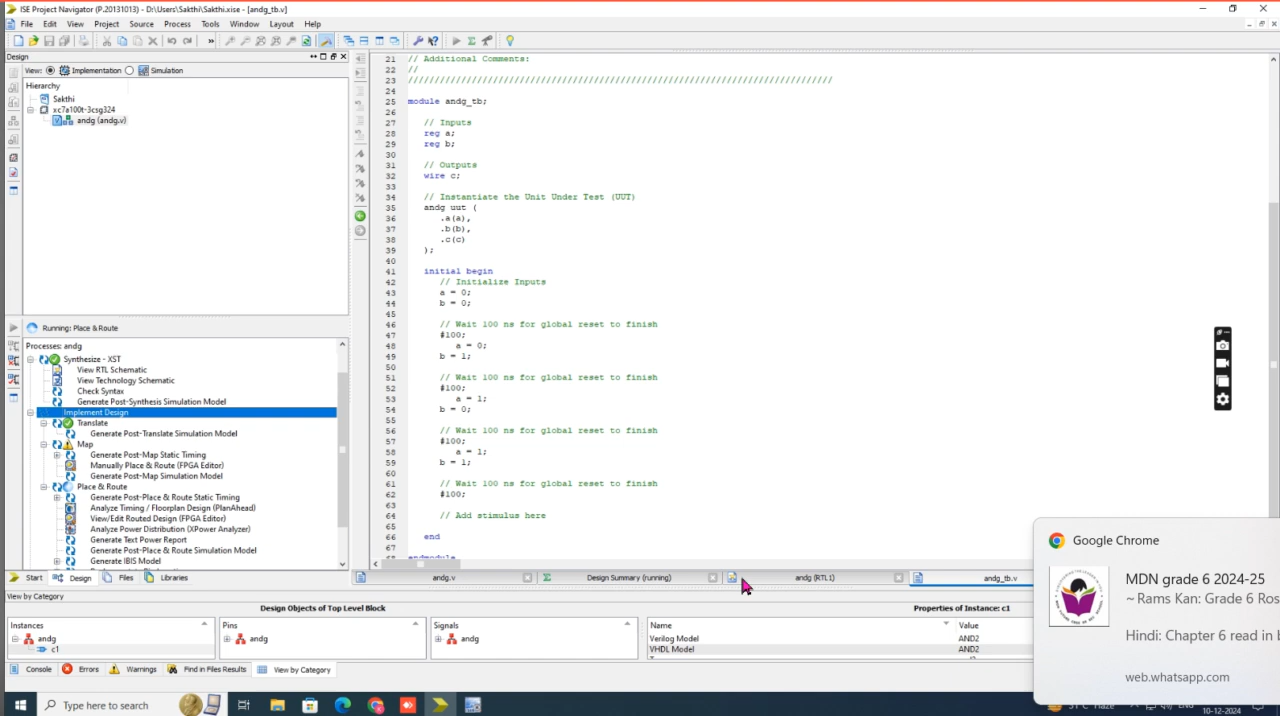 ISE Project Navigator (P.20131013) - D:\Users\Sakthi\Sakthi.xise - [andg_tb.v]
File Edit View Project Source Process Tools Window Layout Help
Design
View: Implementation Simulation
Hierarchy
Sakthi
xc7a100t-3csg324
andg (andg.v)
Running: Place & Route
Processes: andg
Synthesize - XST
View RTL Schematic
View Technology Schematic
Check Syntax
Generate Post-Synthesis Simulation Model
Implement Design
Translate
Generate Post-Translate Simulation Model
Map
Generate Post-Map Static Timing
Manually Place & Route (FPGA Editor)
Generate Post-Map Simulation Model
Place & Route
Generate Post-Place & Route Static Timing
Analyze Timing / Floorplan Design (PlanAhead)
View/Edit Routed Design (FPGA Editor)
Analyze Power Distribution (XPower Analyzer)
Generate Text Power Report
Generate Post-Place & Route Simulation Model
Generate IBIS Model
Start Design Files Libraries
21 // Additional Comments:
22 //
23 ////////////////////////////////////////////////////////////////////////////////
24
25 module andg_tb;
26
27 // Inputs
28 reg a;
29 reg b;
30
31 // Outputs
32 wire c;
33
34 // Instantiate the Unit Under Test (UUT)
35 andg uut (
36 .a(a),
37 .b(b),
38 .c(c)
39 );
40
41 initial begin
42 // Initialize Inputs
43 a = 0;
44 b = 0;
45
46 // Wait 100 ns for global reset to finish
47 #100;
48 a = 0;
49 b = 1;
50
51 // Wait 100 ns for global reset to finish
52 #100;
53 a = 1;
54 b = 0;
55
56 // Wait 100 ns for global reset to finish
57 #100;
58 a = 1;
59 b = 1;
60
61 // Wait 100 ns for global reset to finish
62 #100;
63
64 // Add stimulus here
65
66 end
67
68 endmodule
andg.v Design Summary (running) andg (RTL1) andg_tb.v
View by Category
Design Objects of Top Level Block Properties of Instance: c1
Instances Pins Signals Name Value
andg andg andg Verilog Model AND2
c1 VHDL Model AND2
Console Errors Warnings Find in Files Results View by Category
Google Chrome
MDN grade 6 2024-25
~ Rams Kan: Grade 6 Ros
Hindi: Chapter 6 read in b
web.whatsapp.com
Type here to search
31°C Haze ENG
10-12-2024